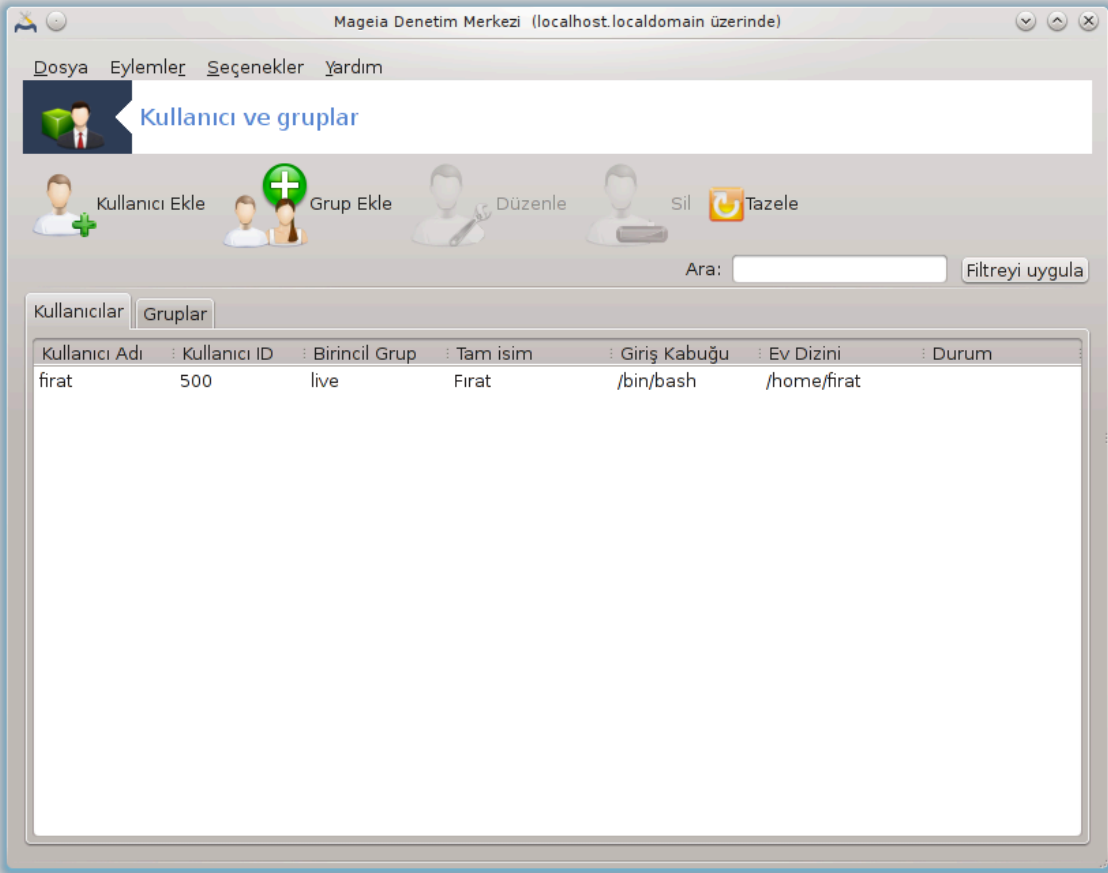 Mageia Denetim Merkezi (localhost.localdomain üzerinde)
Dosya Eylemler Seçenekler Yardım
Kullanıcı ve gruplar
Kullanıcı Ekle Grup Ekle Düzenle Sil Tazele
Ara: Filtreyi uygula
Kullanıcılar Gruplar
Kullanıcı Adı Kullanıcı ID Birincil Grup Tam isim Giriş Kabuğu Ev Dizini Durum
firat 500 live Fırat /bin/bash /home/firat